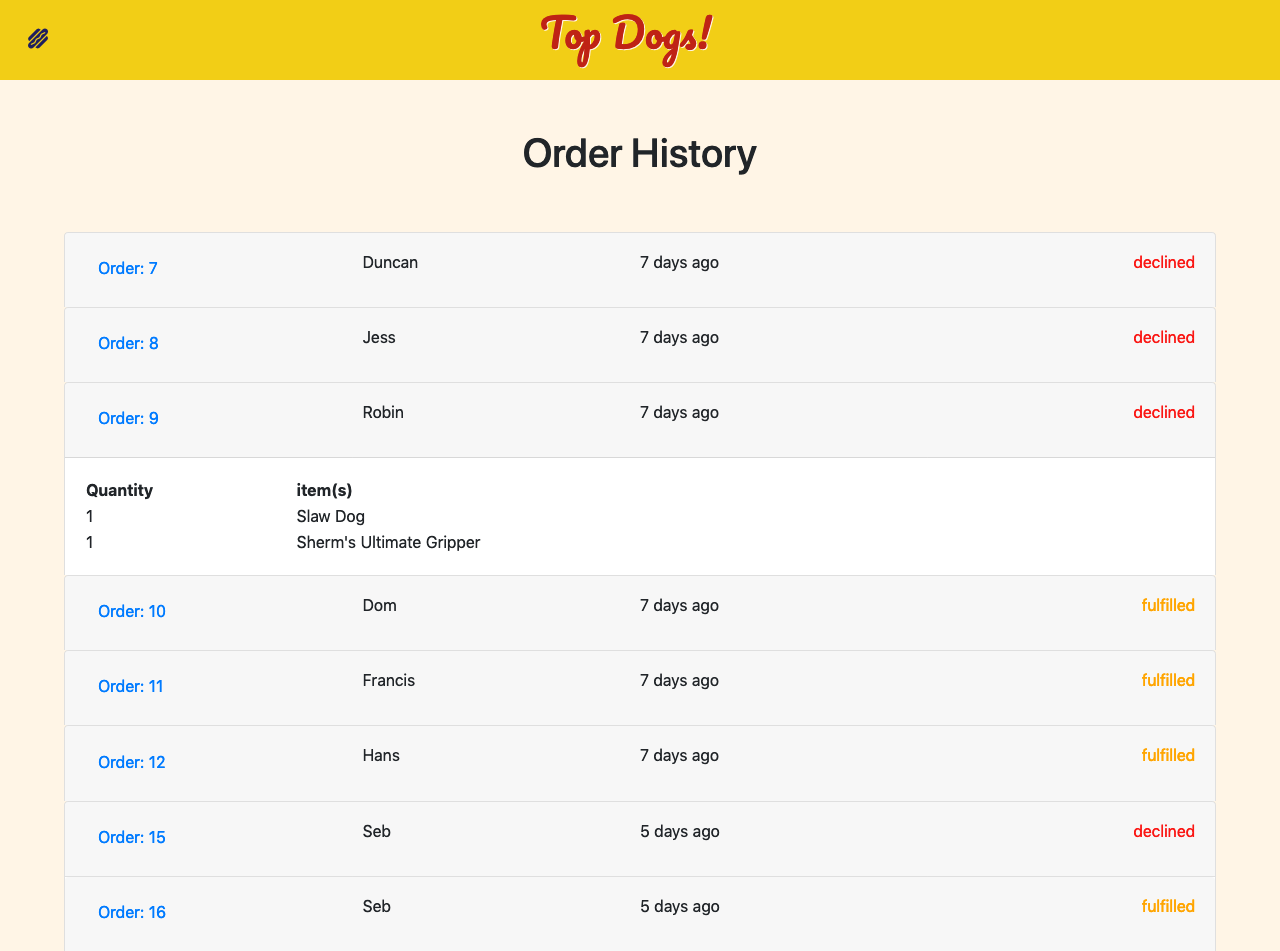 Top Dogs!
Order History
Order: 7 Duncan 7 days ago declined
Order: 8 Jess 7 days ago declined
Order: 9 Robin 7 days ago declined
Quantity item(s)
1 Slaw Dog
1 Sherm's Ultimate Gripper
Order: 10 Dom 7 days ago fulfilled
Order: 11 Francis 7 days ago fulfilled
Order: 12 Hans 7 days ago fulfilled
Order: 15 Seb 5 days ago declined
Order: 16 Seb 5 days ago fulfilled